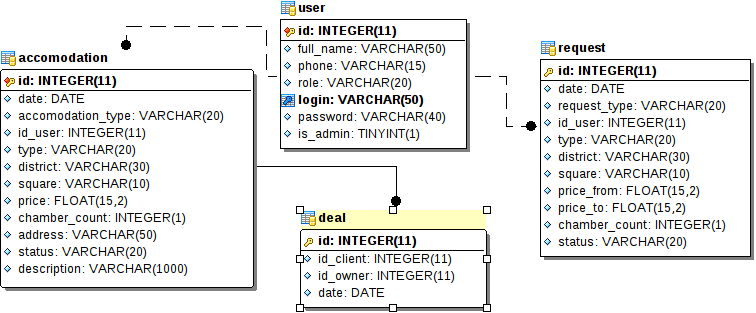 user
id: INTEGER(11)
full_name: VARCHAR(50)
phone: VARCHAR(15)
role: VARCHAR(20)
login: VARCHAR(50)
password: VARCHAR(40)
is_admin: TINYINT(1)
accomodation
id: INTEGER(11)
date: DATE
accomodation_type: VARCHAR(20)
id_user: INTEGER(11)
type: VARCHAR(20)
district: VARCHAR(30)
square: VARCHAR(10)
price: FLOAT(15,2)
chamber_count: INTEGER(1)
address: VARCHAR(50)
status: VARCHAR(20)
description: VARCHAR(1000)
request
id: INTEGER(11)
date: DATE
request_type: VARCHAR(20)
id_user: INTEGER(11)
type: VARCHAR(20)
district: VARCHAR(30)
square: VARCHAR(10)
price_from: FLOAT(15,2)
price_to: FLOAT(15,2)
chamber_count: INTEGER(1)
status: VARCHAR(20)
deal
id: INTEGER(11)
id_client: INTEGER(11)
id_owner: INTEGER(11)
date: DATE